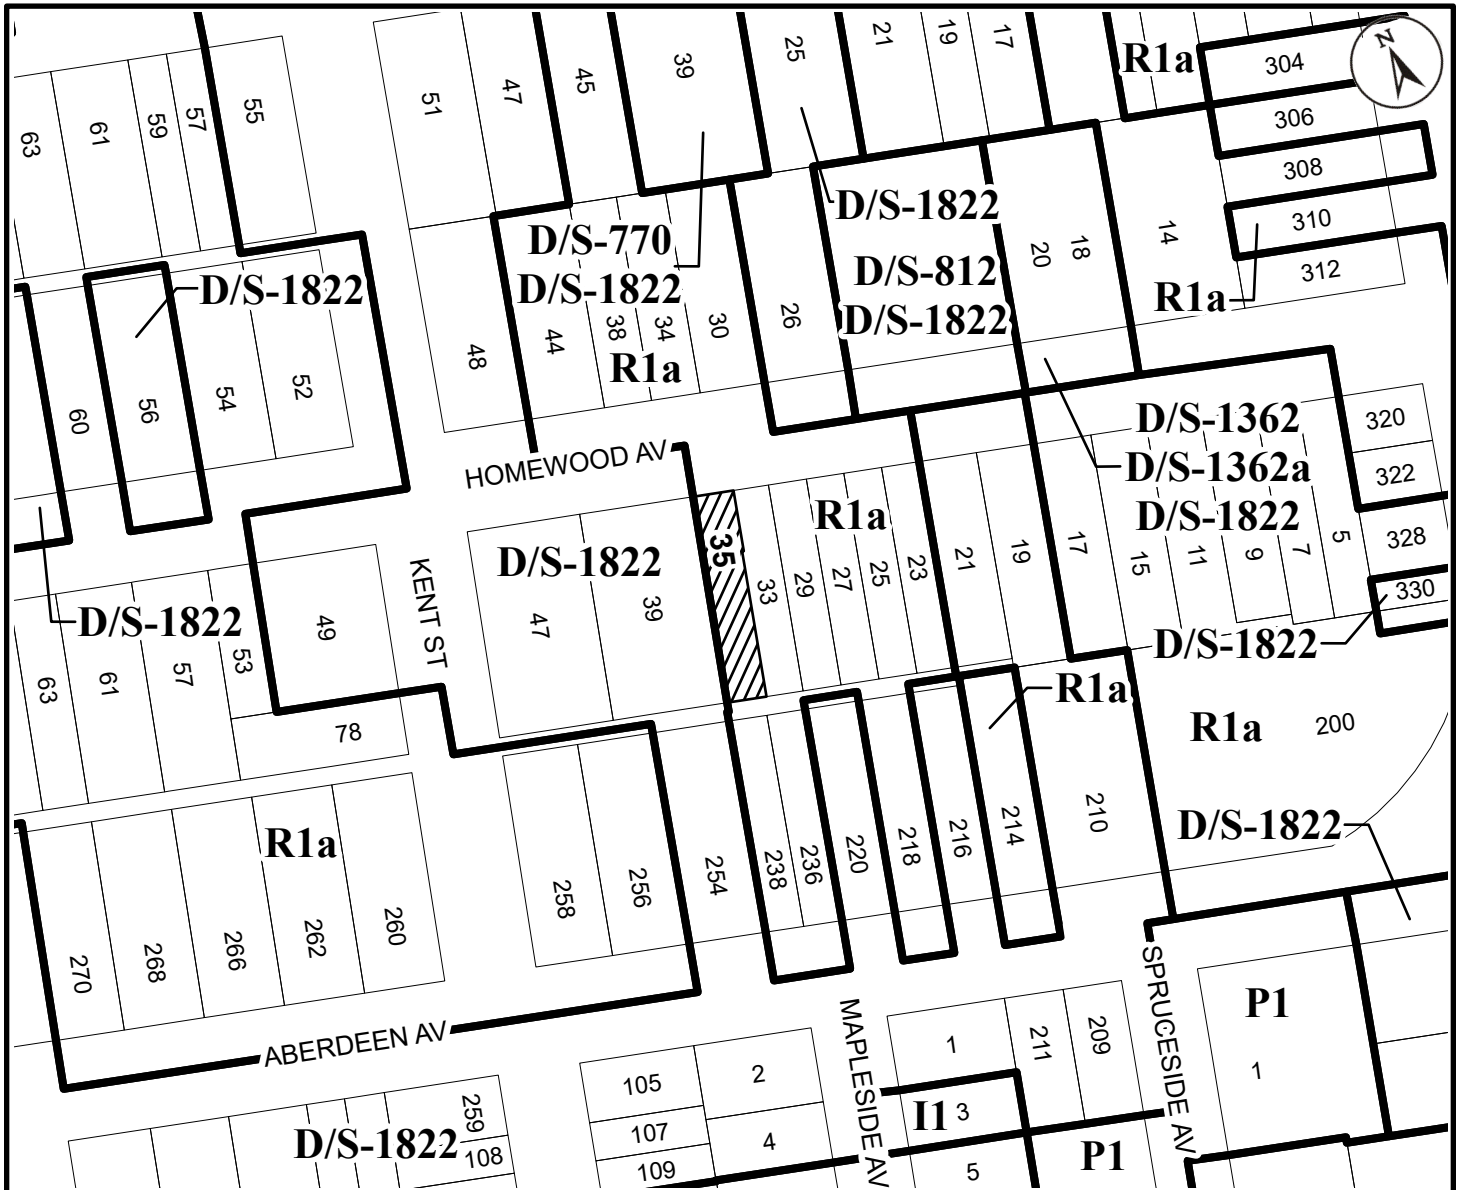 63
61
59
57
55
51
47
45
39
25
21
19
17
R1a
304
N
306
308
310
312
D/S-1822
D/S-770
D/S-1822
D/S-1822
D/S-812
D/S-1822
20
18
14
R1a
60
56
54
52
48
44
38
34
30
26
R1a
D/S-1362
D/S-1362a
D/S-1822
320
322
328
330
HOMEWOOD AV
KENT ST
D/S-1822
47
39
35
33
29
27
25
23
R1a
21
19
17
15
11
9
7
5
D/S-1822
D/S-1822
63
61
57
53
49
78
R1a
R1a
200
D/S-1822
R1a
270
268
266
262
260
258
256
254
238
236
220
218
216
214
210
ABERDEEN AV
MAPLESIDE AV
SPRUCESIDE AV
P1
1
1
211
209
105
2
107
4
109
I1
3
5
P1
259
D/S-1822
108